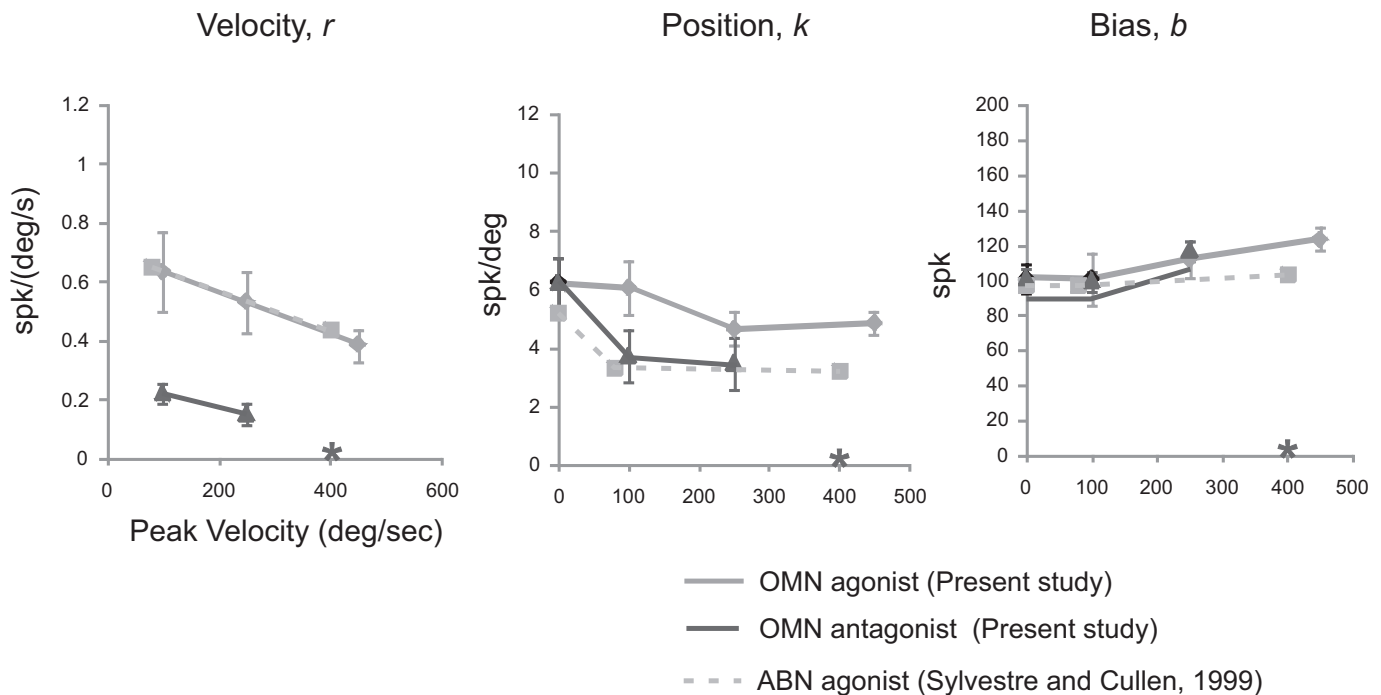 Velocity, r
Position, k
Bias, b
spk/(deg/s)
1.2
1
0.8
0.6
0.4
0.2
0
0 200 400 600
Peak Velocity (deg/sec)
spk/deg
12
10
8
6
4
2
0
0 100 200 300 400 500
spk
200
180
160
140
120
100
80
60
40
20
0
0 100 200 300 400 500
OMN agonist (Present study)
OMN antagonist (Present study)
ABN agonist (Sylvestre and Cullen, 1999)